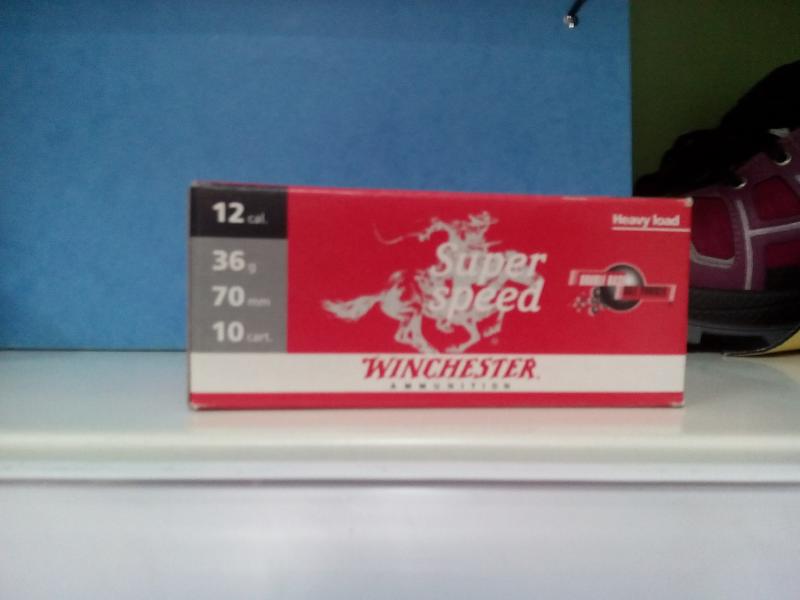 12 cal.
36 g
70 mm
10 cart.
Heavy load
Super
speed
WINCHESTER.
AMMUNITION